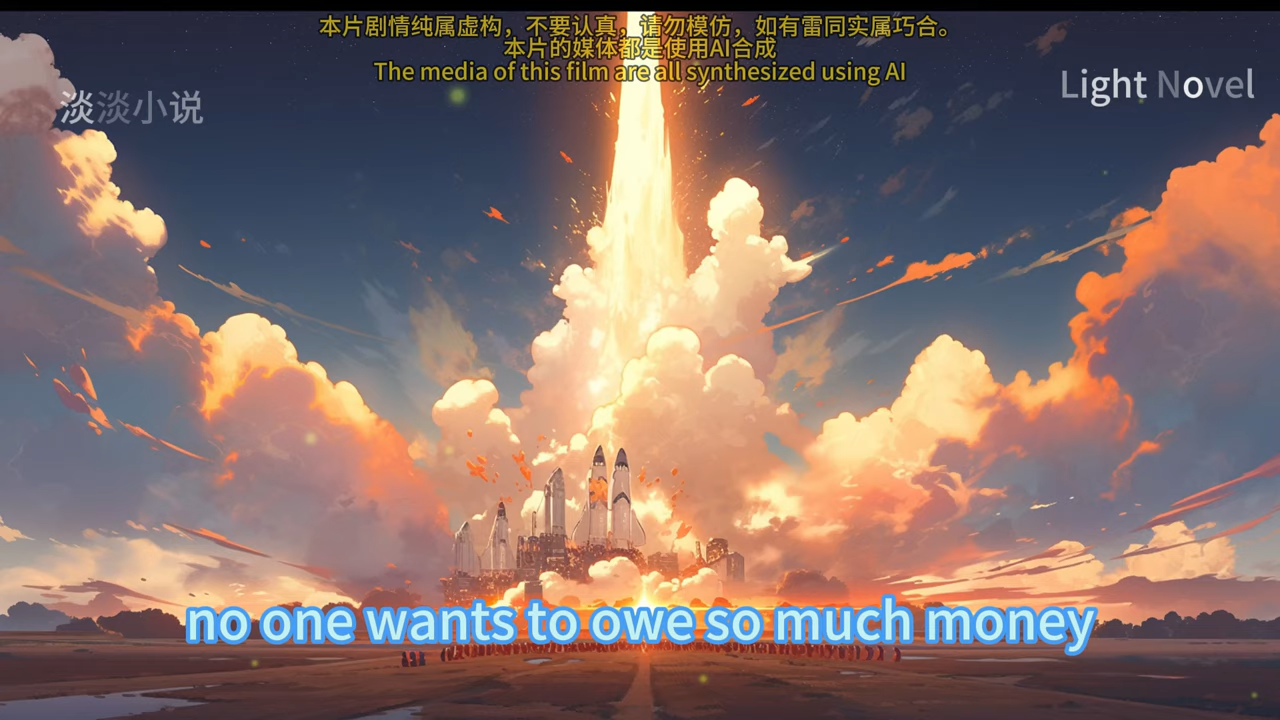 本片剧情纯属虚构，不要认真，请勿模仿，如有雷同实属巧合。
本片的媒体都是使用AI合成
The media of this film are all synthesized using AI
淡淡小说
Light Novel
no one wants to owe so much money